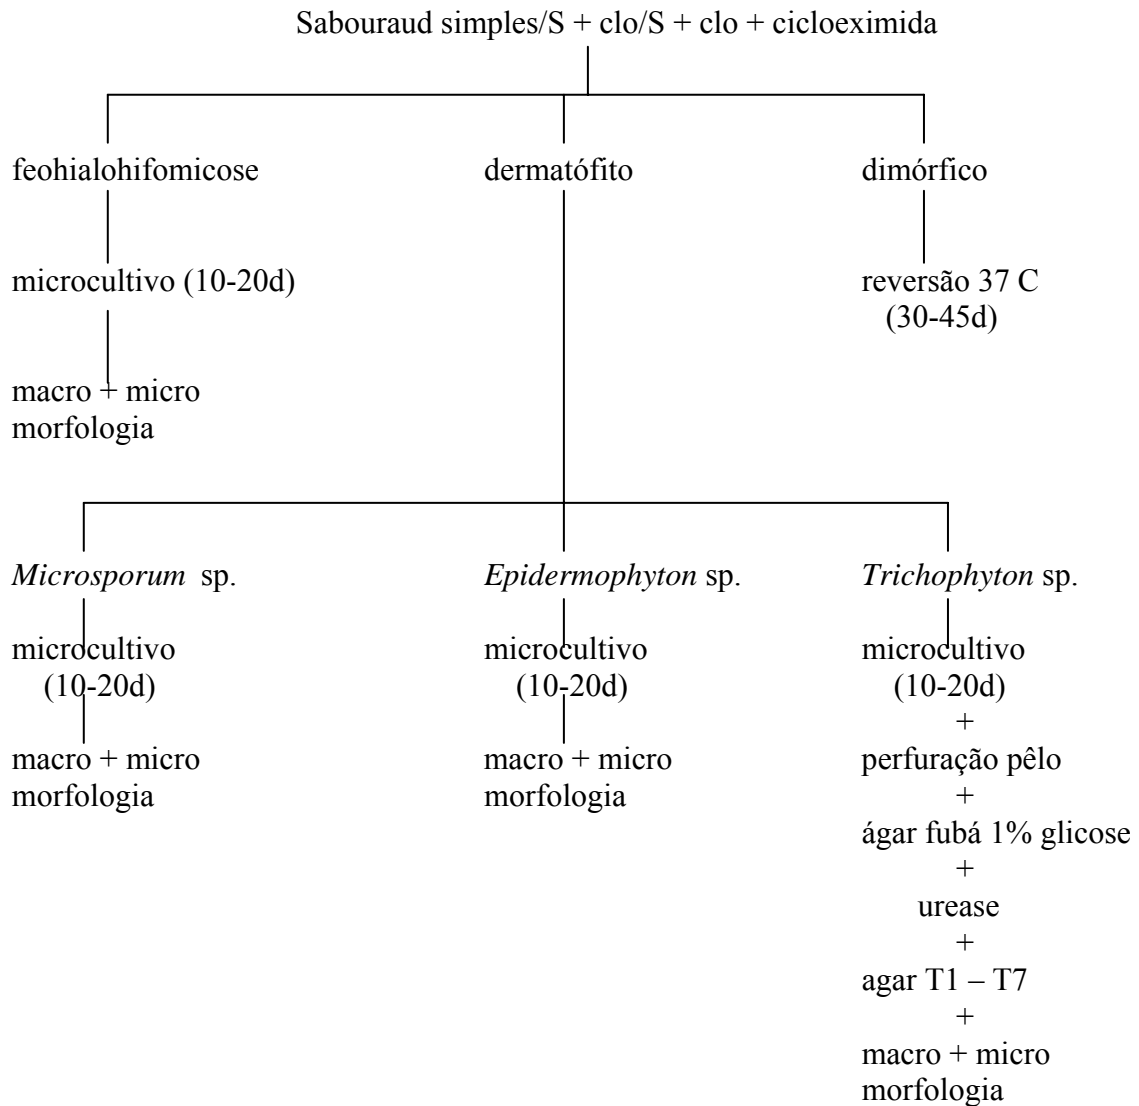 Sabouraud simples/S + clo/S + clo + cicloeximida
feohialohifomicose
dermatófito
dimórfico
microcultivo (10-20d)
reversão 37 C
(30-45d)
macro + micro
morfologia
Microsporum sp.
Epidermophyton sp.
Trichophyton sp.
microcultivo
(10-20d)
microcultivo
(10-20d)
microcultivo
(10-20d)
macro + micro
morfologia
macro + micro
morfologia
+
perfuração pêlo
+
ágar fubá 1% glicose
+
urease
+
agar T1 – T7
+
macro + micro
morfologia